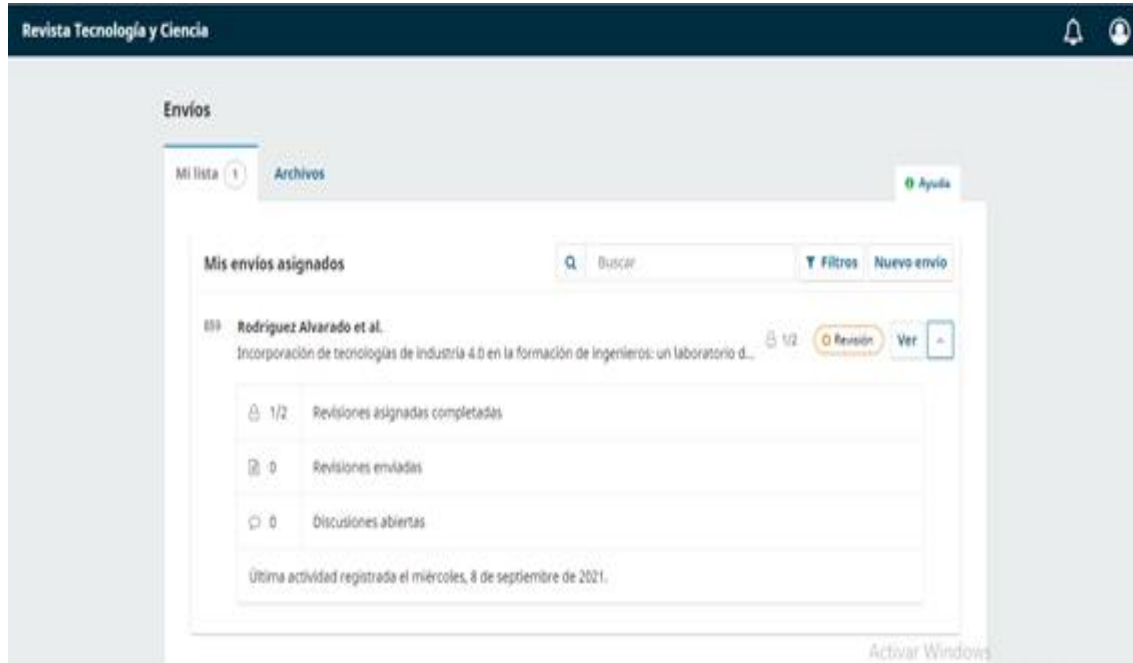 Revista Tecnología y Ciencia
Envíos
Mi lista 1 Archivos
Ayuda
Mis envíos asignados Buscar Filtros Nuevo envío
859 Rodriguez Alvarado et al. 1/2 Revisión Ver
Incorporación de tecnologías de industria 4.0 en la formación de ingenieros: un laboratorio d...
1/2 Revisiones asignadas completadas
0 Revisiones enviadas
0 Discusiones abiertas
Última actividad registrada el miércoles, 8 de septiembre de 2021.
Activar Windows